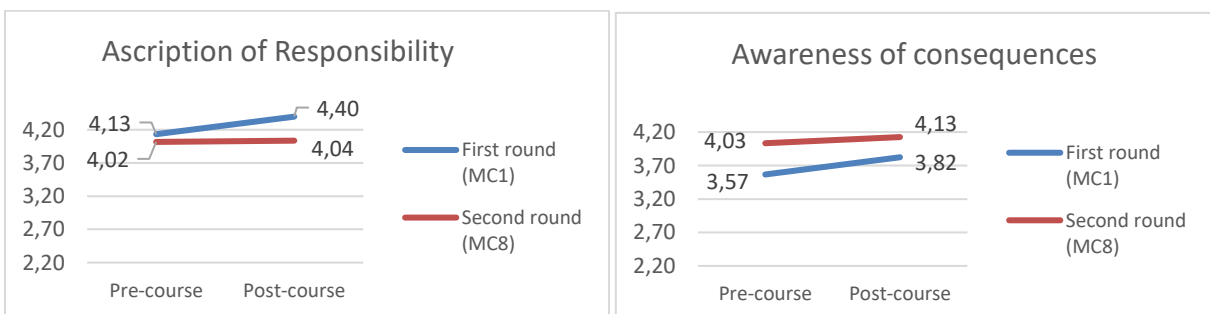 Ascription of Responsibility
4,20
3,70
3,20
2,70
2,20
4,13
4,40
4,02
4,04
Pre-course
Post-course
First round
(MC1)
Second round
(MC8)
Awareness of consequences
4,20
3,70
3,20
2,70
2,20
4,03
4,13
3,57
3,82
Pre-course
Post-course
First round
(MC1)
Second round
(MC8)